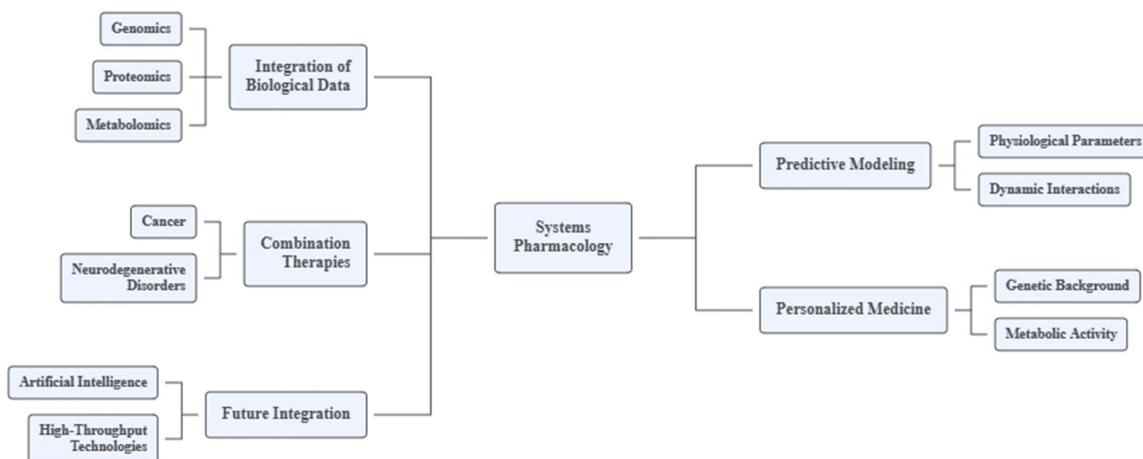 Genomics
Proteomics
Metabolomics
Integration of
Biological Data
Cancer
Neurodegenerative
Disorders
Combination
Therapies
Artificial Intelligence
High-Throughput
Technologies
Future Integration
Systems
Pharmacology
Predictive Modeling
Physiological Parameters
Dynamic Interactions
Personalized Medicine
Genetic Background
Metabolic Activity